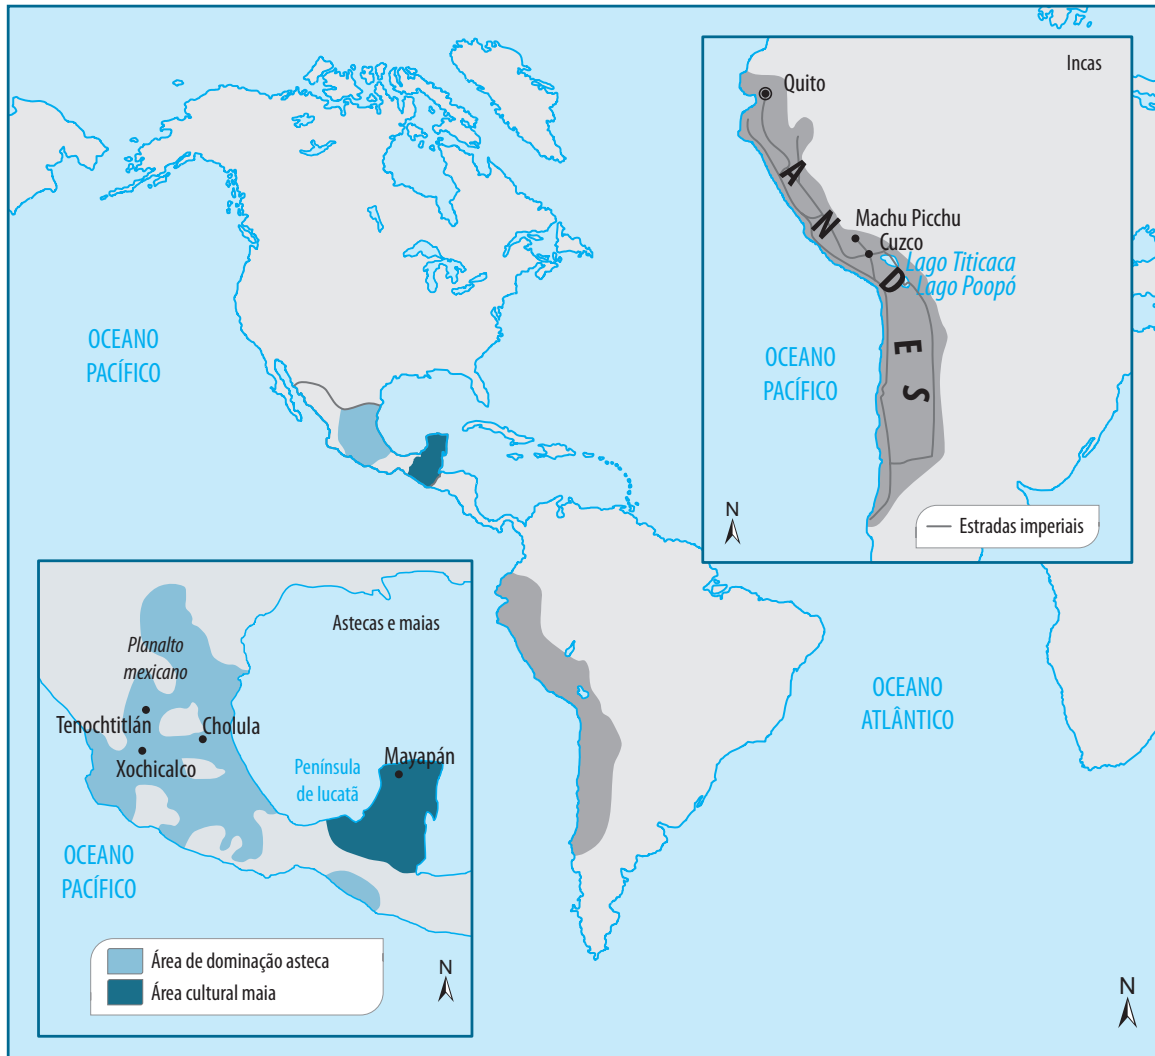 Incas
Quito
ANDES
Machu Picchu
Cuzco
Lago Titicaca
Lago Poopó
OCEANO
PACÍFICO
N
Estradas imperiais
OCEANO
PACÍFICO
OCEANO
ATLÂNTICO
Astecas e maias
Planalto
mexicano
Tenochtitlán
Cholula
Xochicalco
Mayapán
Península
de Iucatã
OCEANO
PACÍFICO
Área de dominação asteca
Área cultural maia
N
N